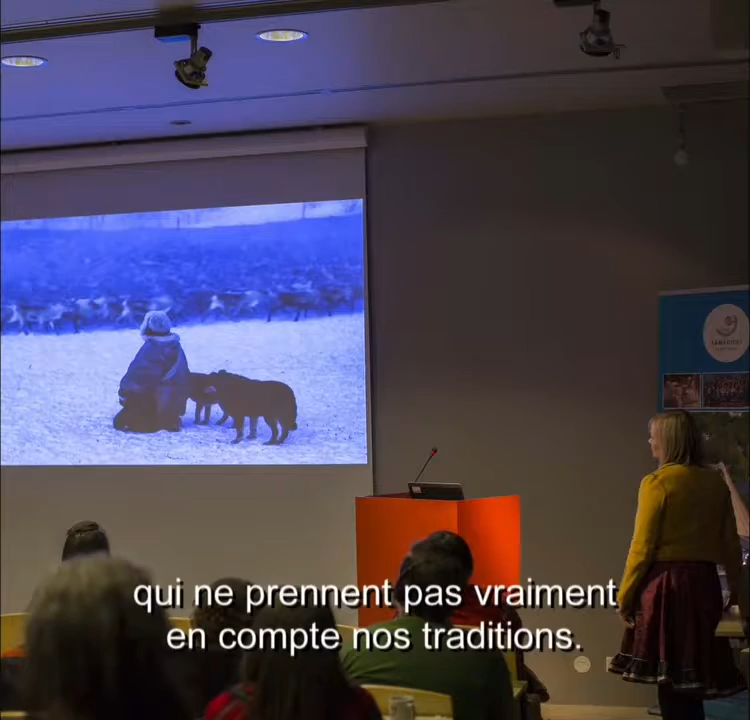 qui ne prennent pas vraiment
en compte nos traditions.